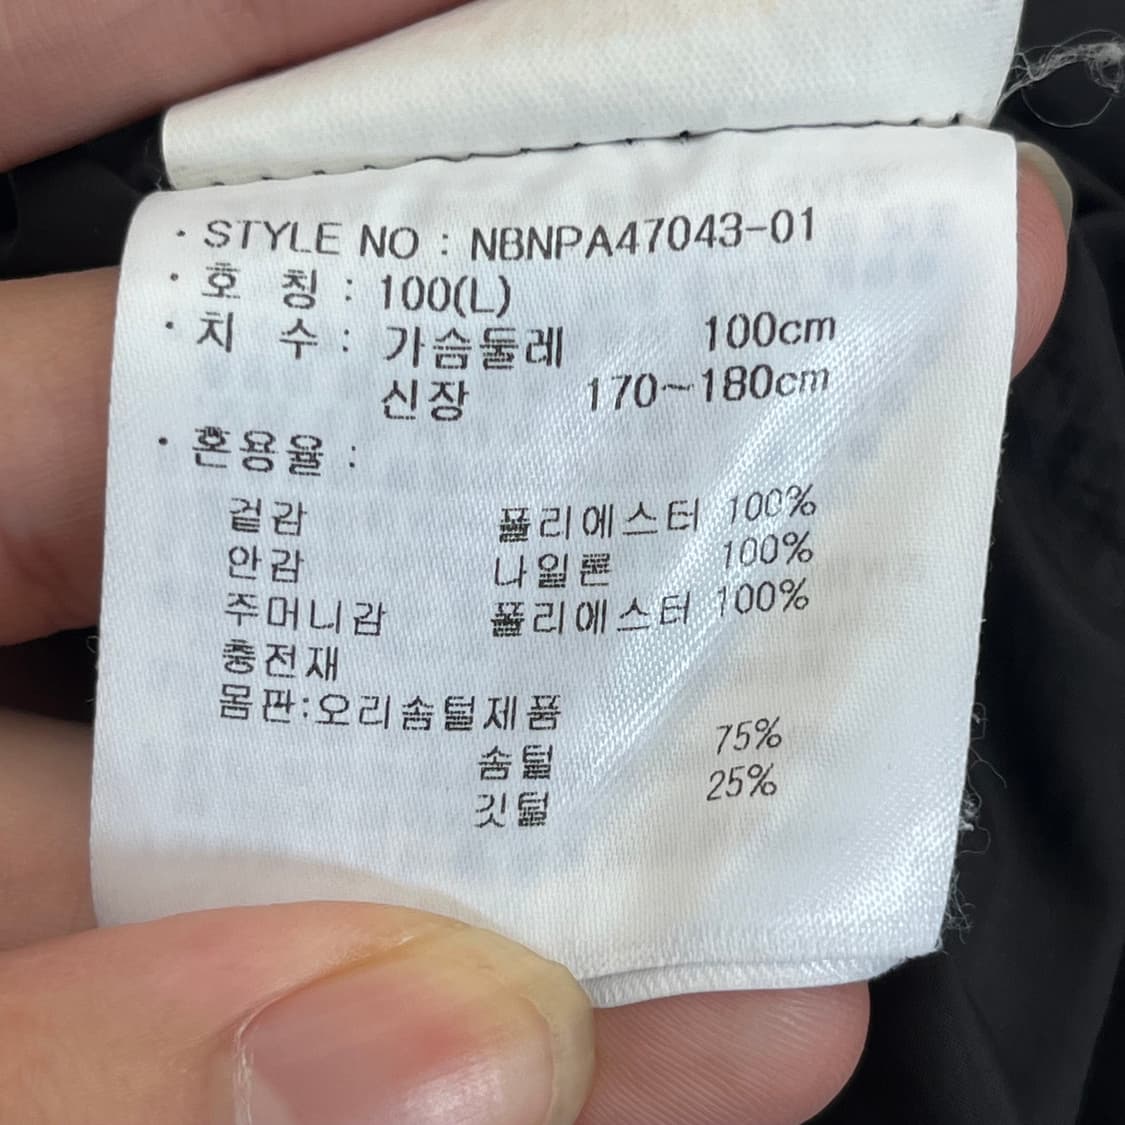 · STYLE NO : NBNPA47043-01
· 호 칭 : 100(L)
· 치 수 : 가슴둘레 100cm
신장 170~180cm
· 혼용율 :
겉감 폴리에스터 100%
안감 나일론 100%
주머니감 폴리에스터 100%
충전재
몸판:오리솜털제품
솜털 75%
깃털 25%